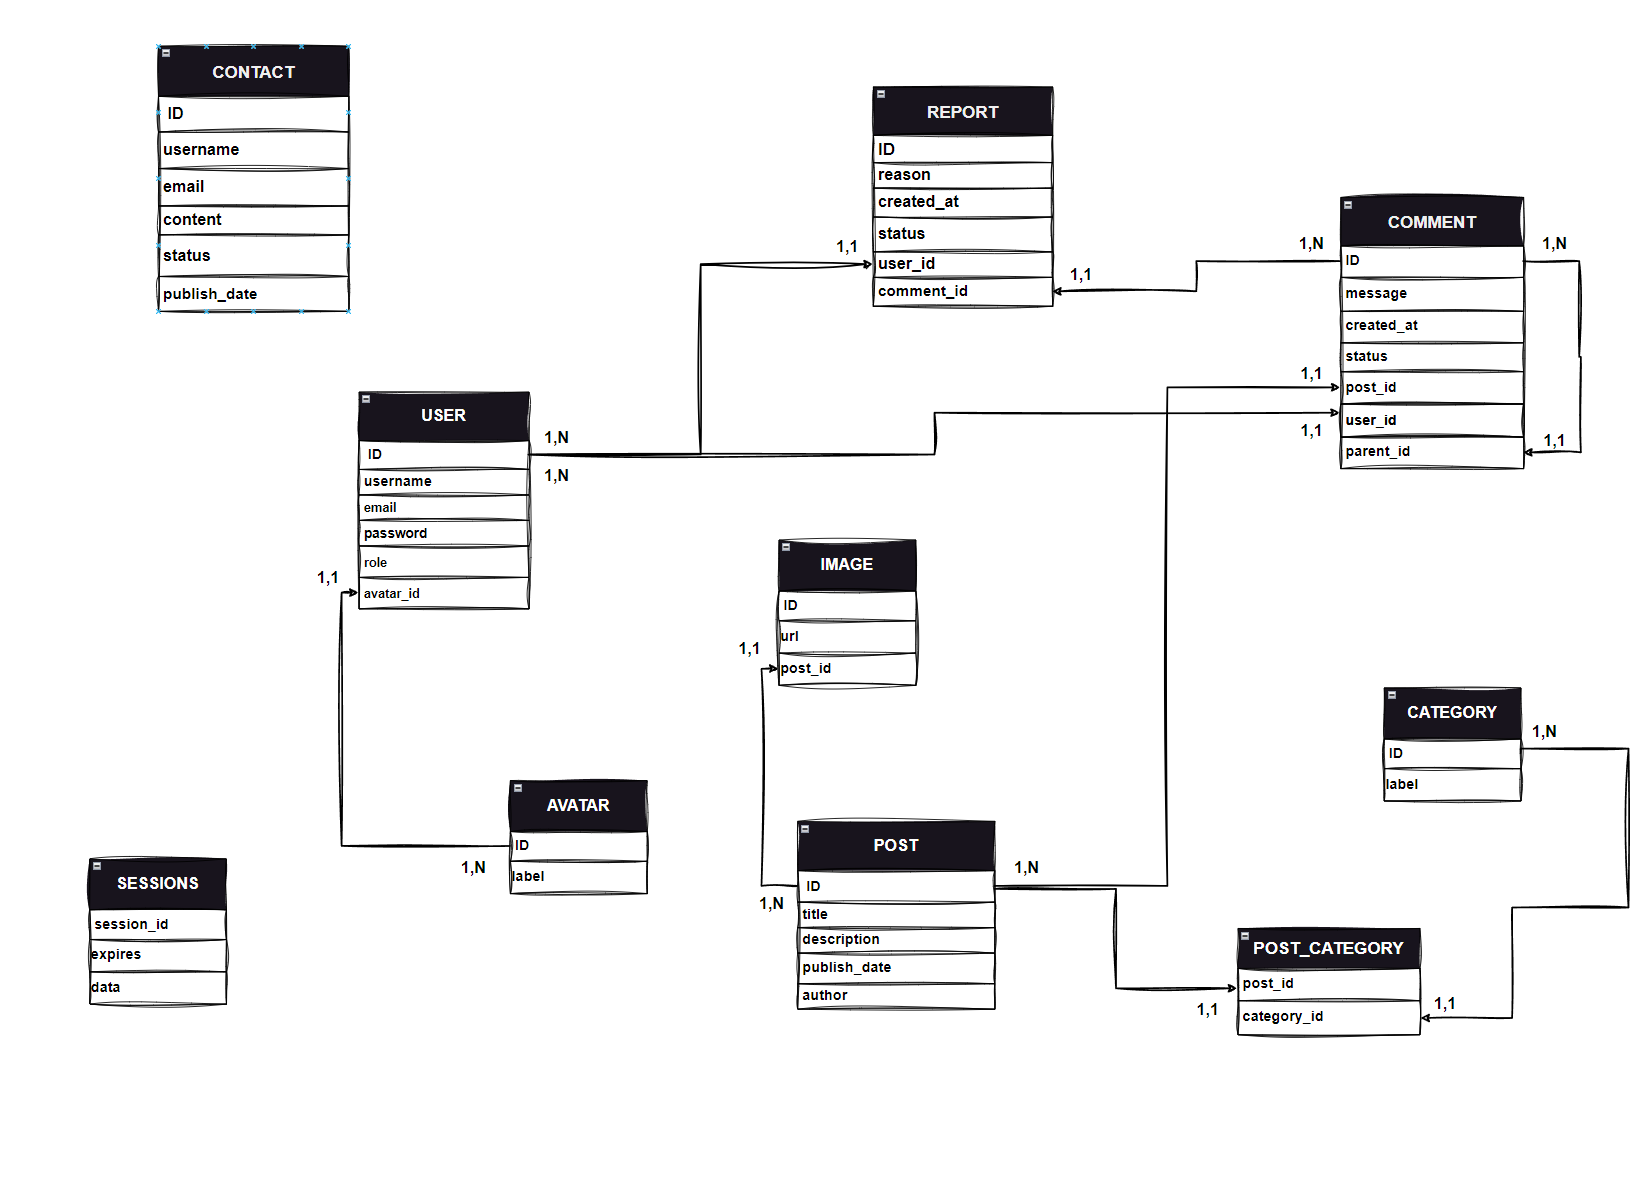 CONTACT
ID
username
email
content
status
publish_date
REPORT
ID
reason
created_at
status
user_id
comment_id
1,1
1,1
COMMENT
ID
message
created_at
status
post_id
user_id
parent_id
1,N
1,N
1,1
1,1
1,1
USER
ID
username
email
password
role
avatar_id
1,N
1,N
1,1
IMAGE
ID
url
post_id
1,1
CATEGORY
ID
label
1,N
AVATAR
ID
label
1,N
POST
ID
title
description
publish_date
author
1,N
1,N
SESSIONS
session_id
expires
data
POST_CATEGORY
post_id
category_id
1,1
1,1